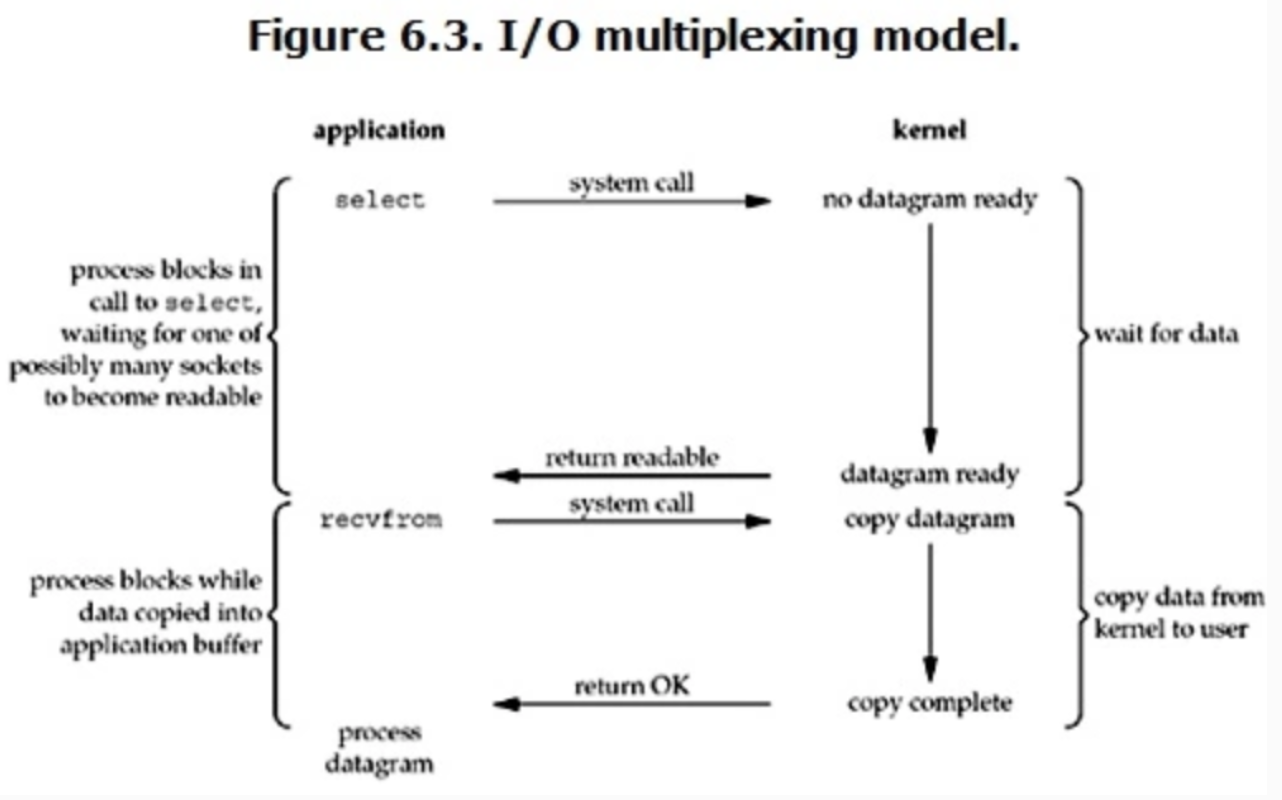 Figure 6.3. I/O multiplexing model.
application
kernel
select
system call
no datagram ready
process blocks in
call to select,
waiting for one of
possibly many sockets
to become readable
wait for data
return readable
datagram ready
recvfrom
system call
copy datagram
process blocks while
data copied into
application buffer
copy data from
kernel to user
return OK
copy complete
process
datagram